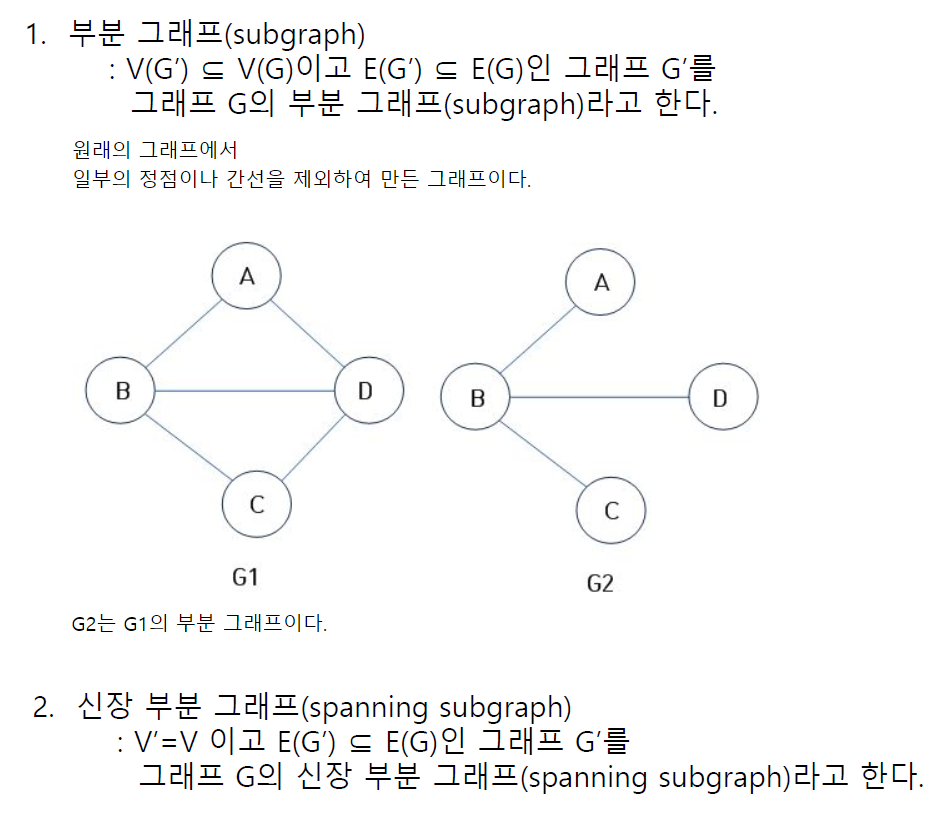 1. 부분 그래프(subgraph)
: V(G′) ⊆ V(G)이고 E(G′) ⊆ E(G)인 그래프 G′를
그래프 G의 부분 그래프(subgraph)라고 한다.
원래의 그래프에서
일부의 정점이나 간선을 제외하여 만든 그래프이다.
A
B
D
C
G1
A
B
D
C
G2
G2는 G1의 부분 그래프이다.
2. 신장 부분 그래프(spanning subgraph)
: V′=V 이고 E(G′) ⊆ E(G)인 그래프 G′를
그래프 G의 신장 부분 그래프(spanning subgraph)라고 한다.